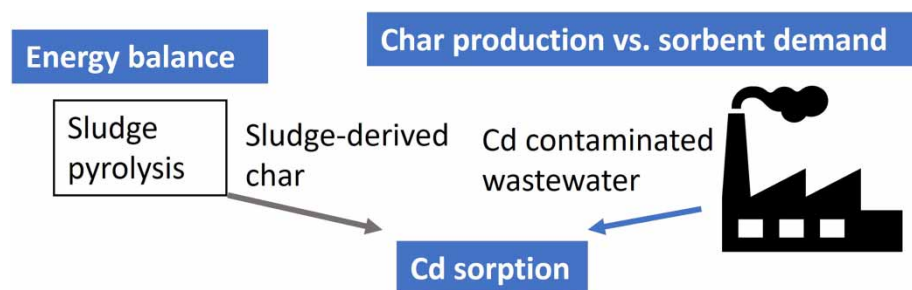 Energy balance
Char production vs. sorbent demand
Sludge
pyrolysis
Sludge-derived
char
Cd contaminated
wastewater
Cd sorption